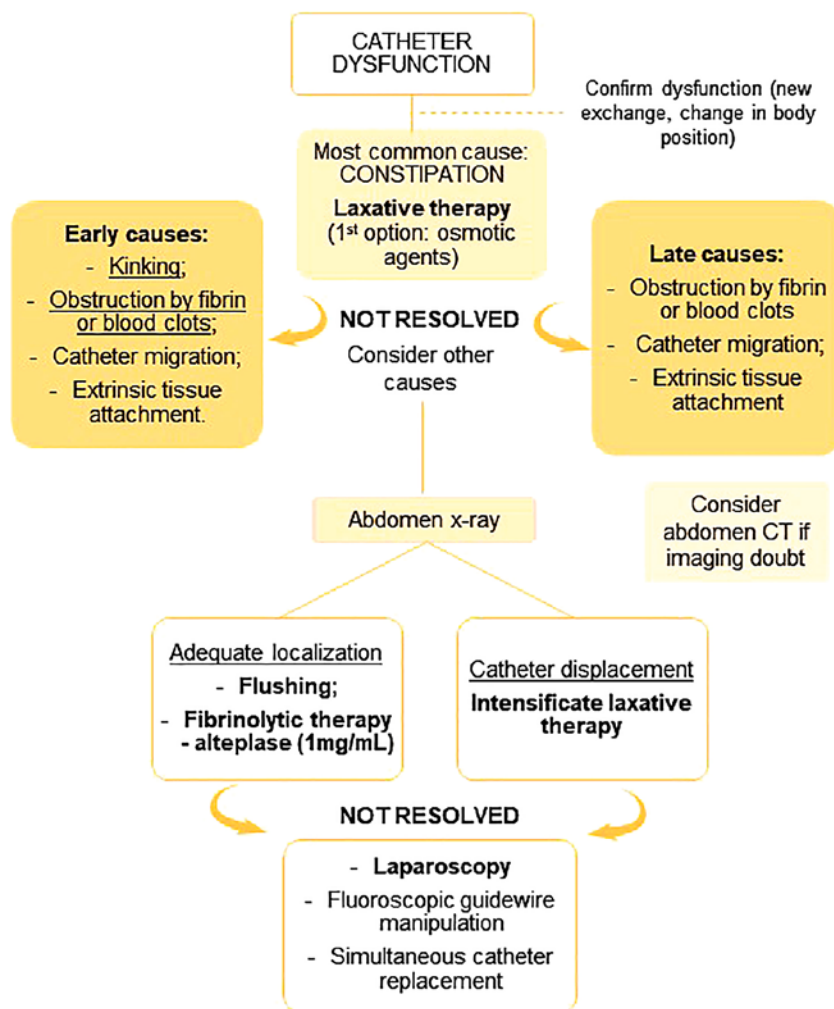 CATHETER
DYSFUNCTION
Confirm dysfunction (new
exchange, change in body
position)
Most common cause:
CONSTIPATION
Laxative therapy
(1st option: osmotic
agents)
Early causes:
- Kinking;
- Obstruction by fibrin
or blood clots;
- Catheter migration;
- Extrinsic tissue
attachment.
NOT RESOLVED
Consider other
causes
Late causes:
- Obstruction by fibrin
or blood clots
- Catheter migration;
- Extrinsic tissue
attachment
Abdomen x-ray
Consider
abdomen CT if
imaging doubt
Adequate localization
- Flushing;
- Fibrinolytic therapy
- alteplase (1mg/mL)
Catheter displacement
Intensificate laxative
therapy
NOT RESOLVED
- Laparoscopy
- Fluoroscopic guidewire
manipulation
- Simultaneous catheter
replacement